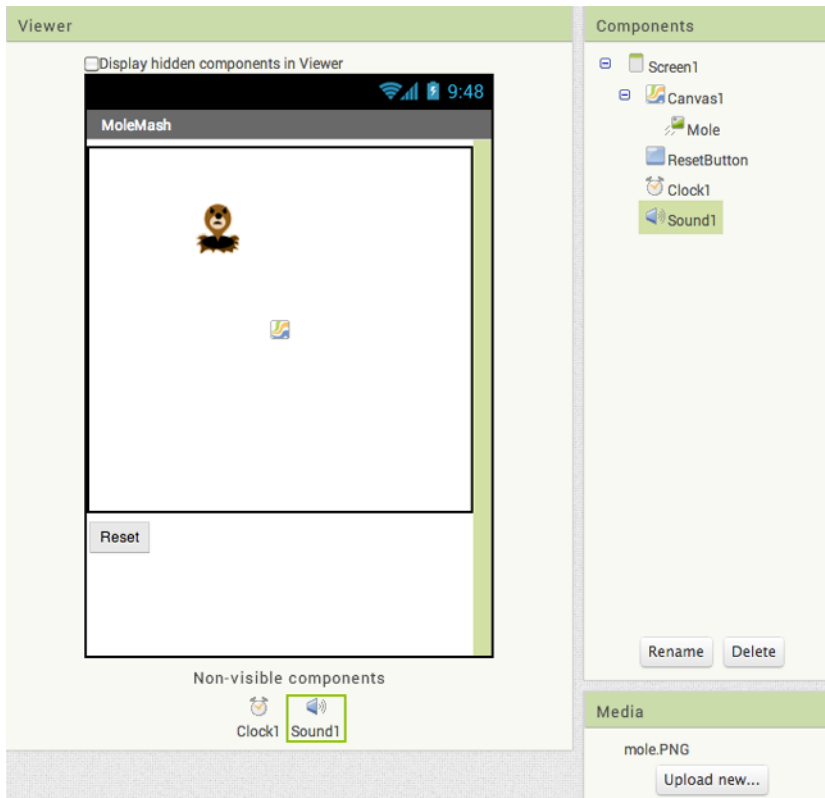 Viewer
Display hidden components in Viewer
9:48
MoleMash
Reset
Non-visible components
Clock1 Sound1
Components
Screen1
Canvas1
Mole
ResetButton
Clock1
Sound1
Rename Delete
Media
mole.PNG
Upload new...